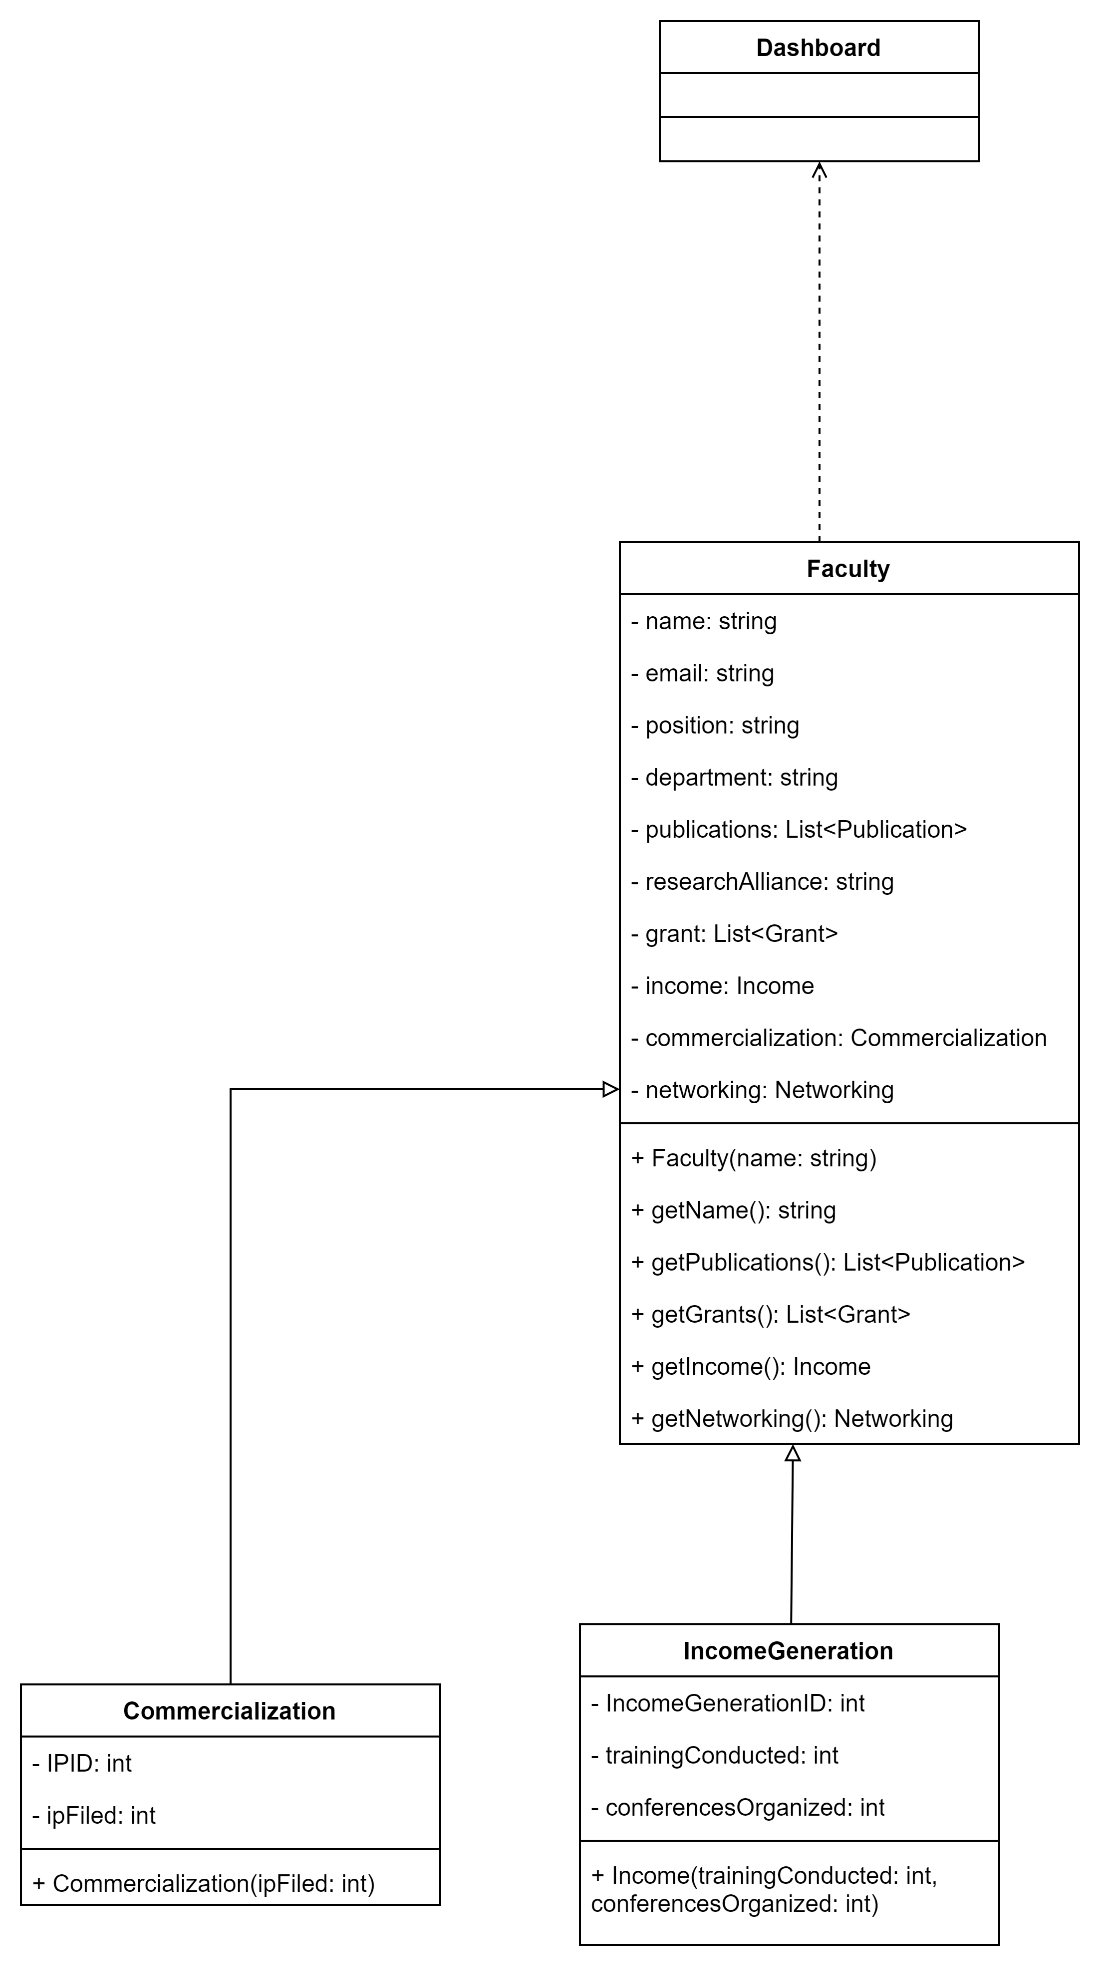 Dashboard
Faculty
- name: string
- email: string
- position: string
- department: string
- publications: List<Publication>
- researchAlliance: string
- grant: List<Grant>
- income: Income
- commercialization: Commercialization
- networking: Networking
+ Faculty(name: string)
+ getName(): string
+ getPublications(): List<Publication>
+ getGrants(): List<Grant>
+ getIncome(): Income
+ getNetworking(): Networking
Commercialization
- IPID: int
- ipFiled: int
+ Commercialization(ipFiled: int)
IncomeGeneration
- IncomeGenerationID: int
- trainingConducted: int
- conferencesOrganized: int
+ Income(trainingConducted: int,
conferencesOrganized: int)